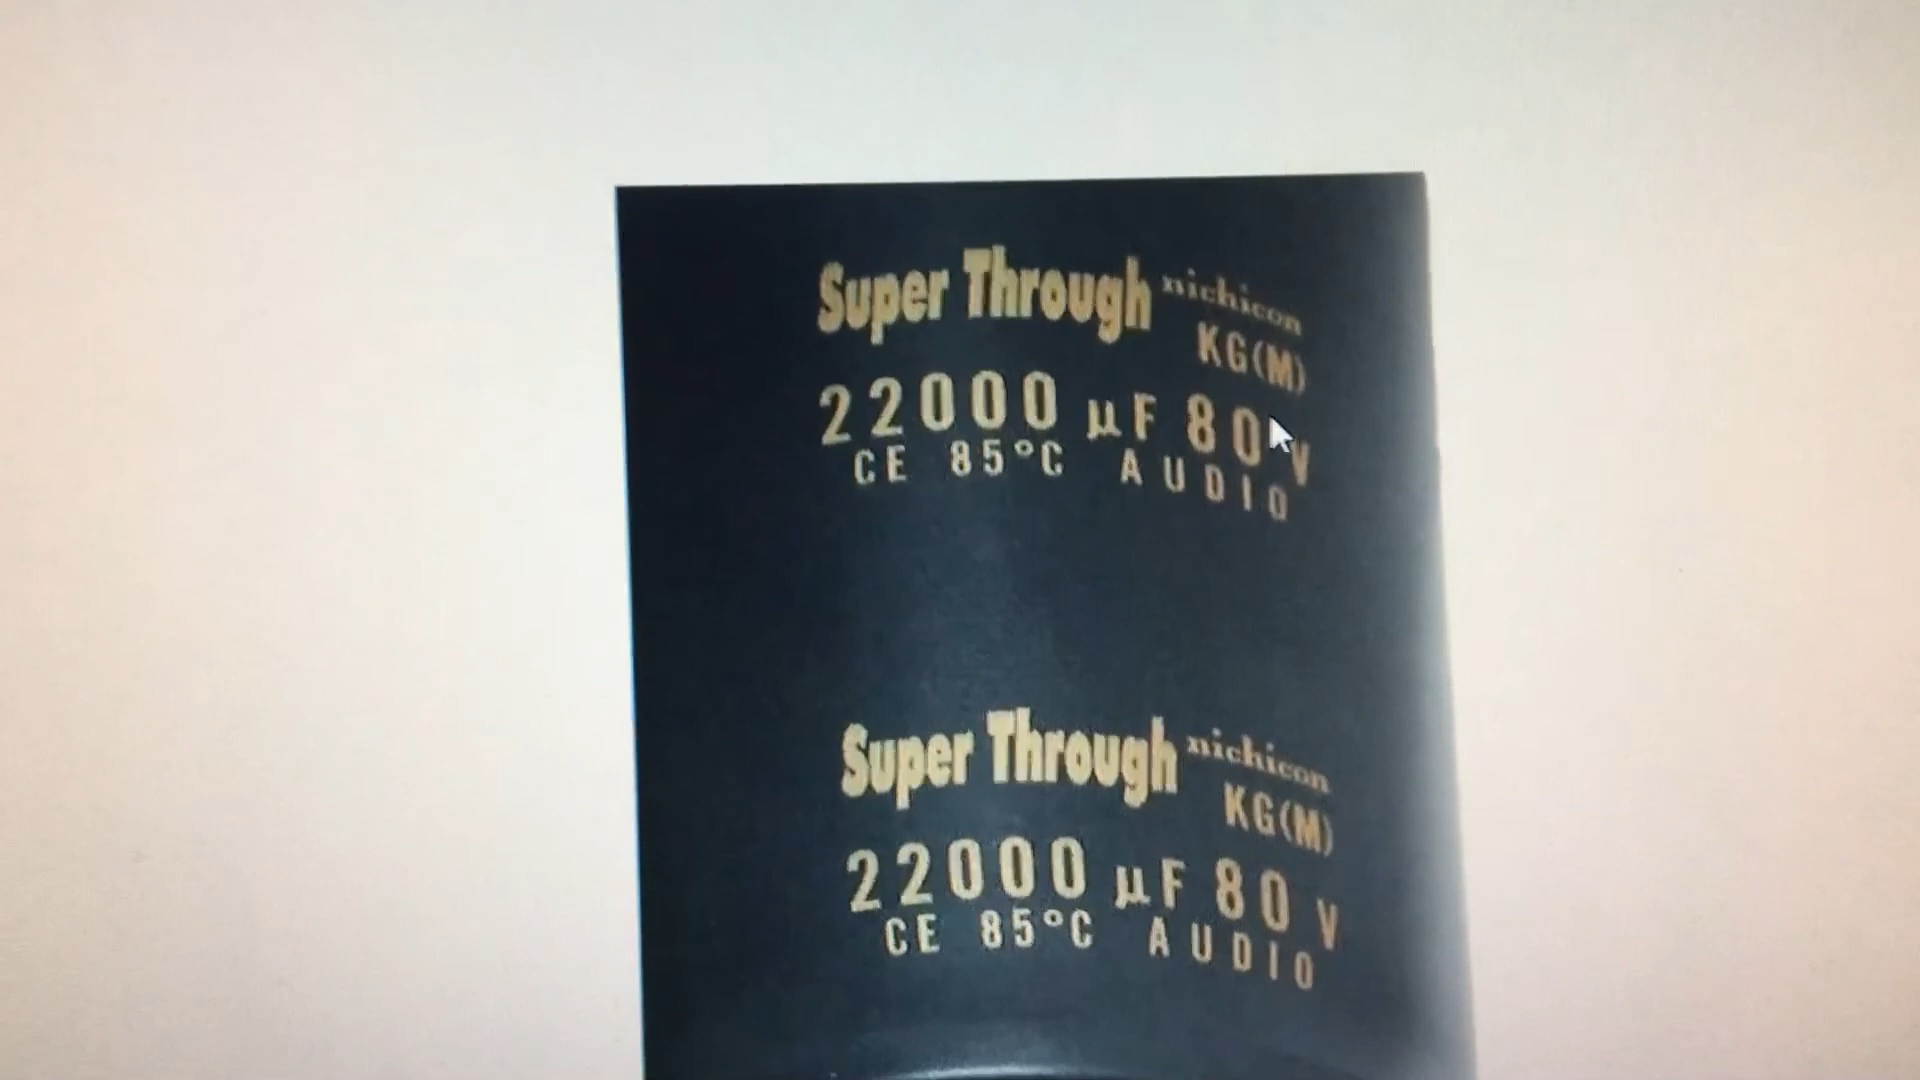 Super Through nichicon
KG(M)
22000 µF 80 V
CE 85°C AUDIO
Super Through nichicon
KG(M)
22000 µF 80 V
CE 85°C AUDIO